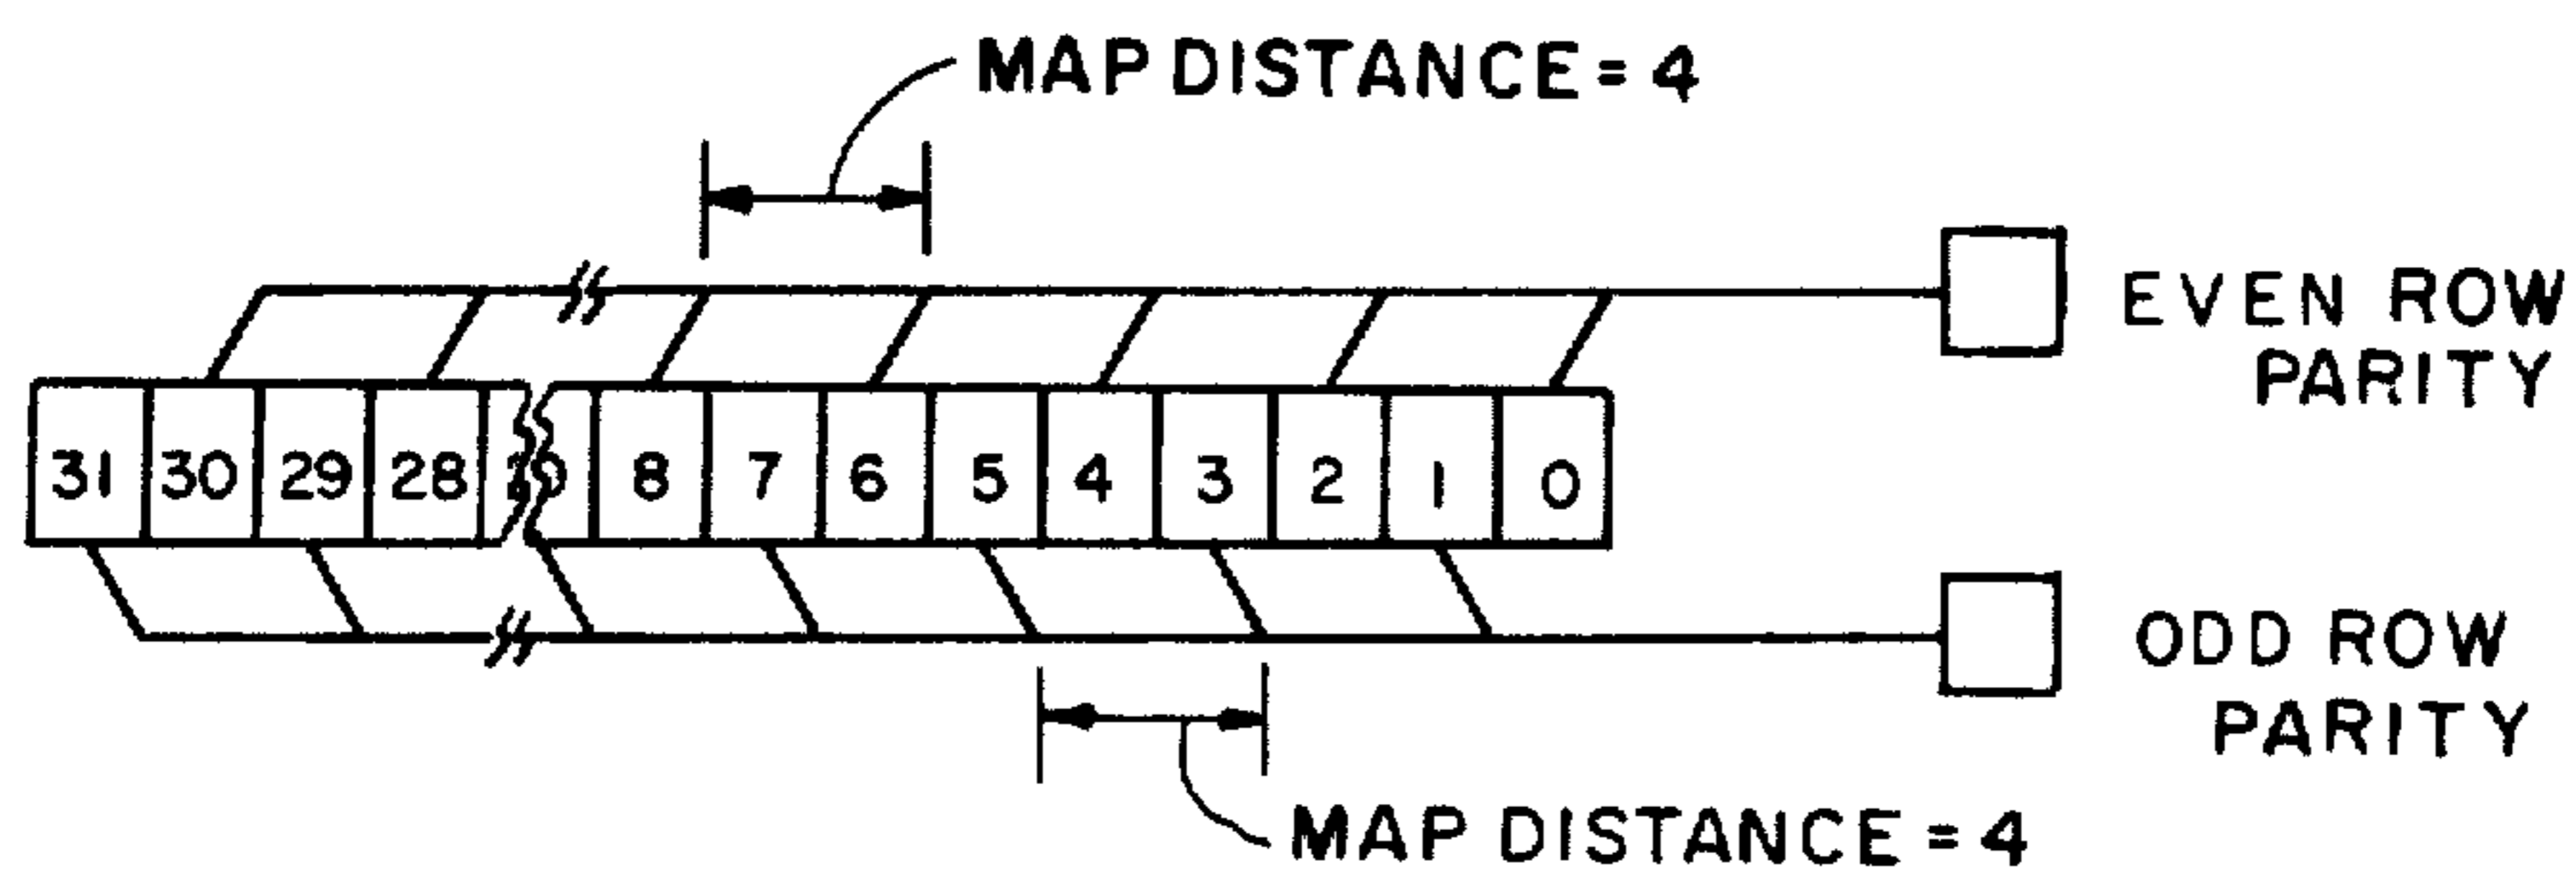 MAP DISTANCE = 4
EVEN ROW
PARITY
31 30 29 28 8 7 6 5 4 3 2 1 0
ODD ROW
PARITY
MAP DISTANCE = 4